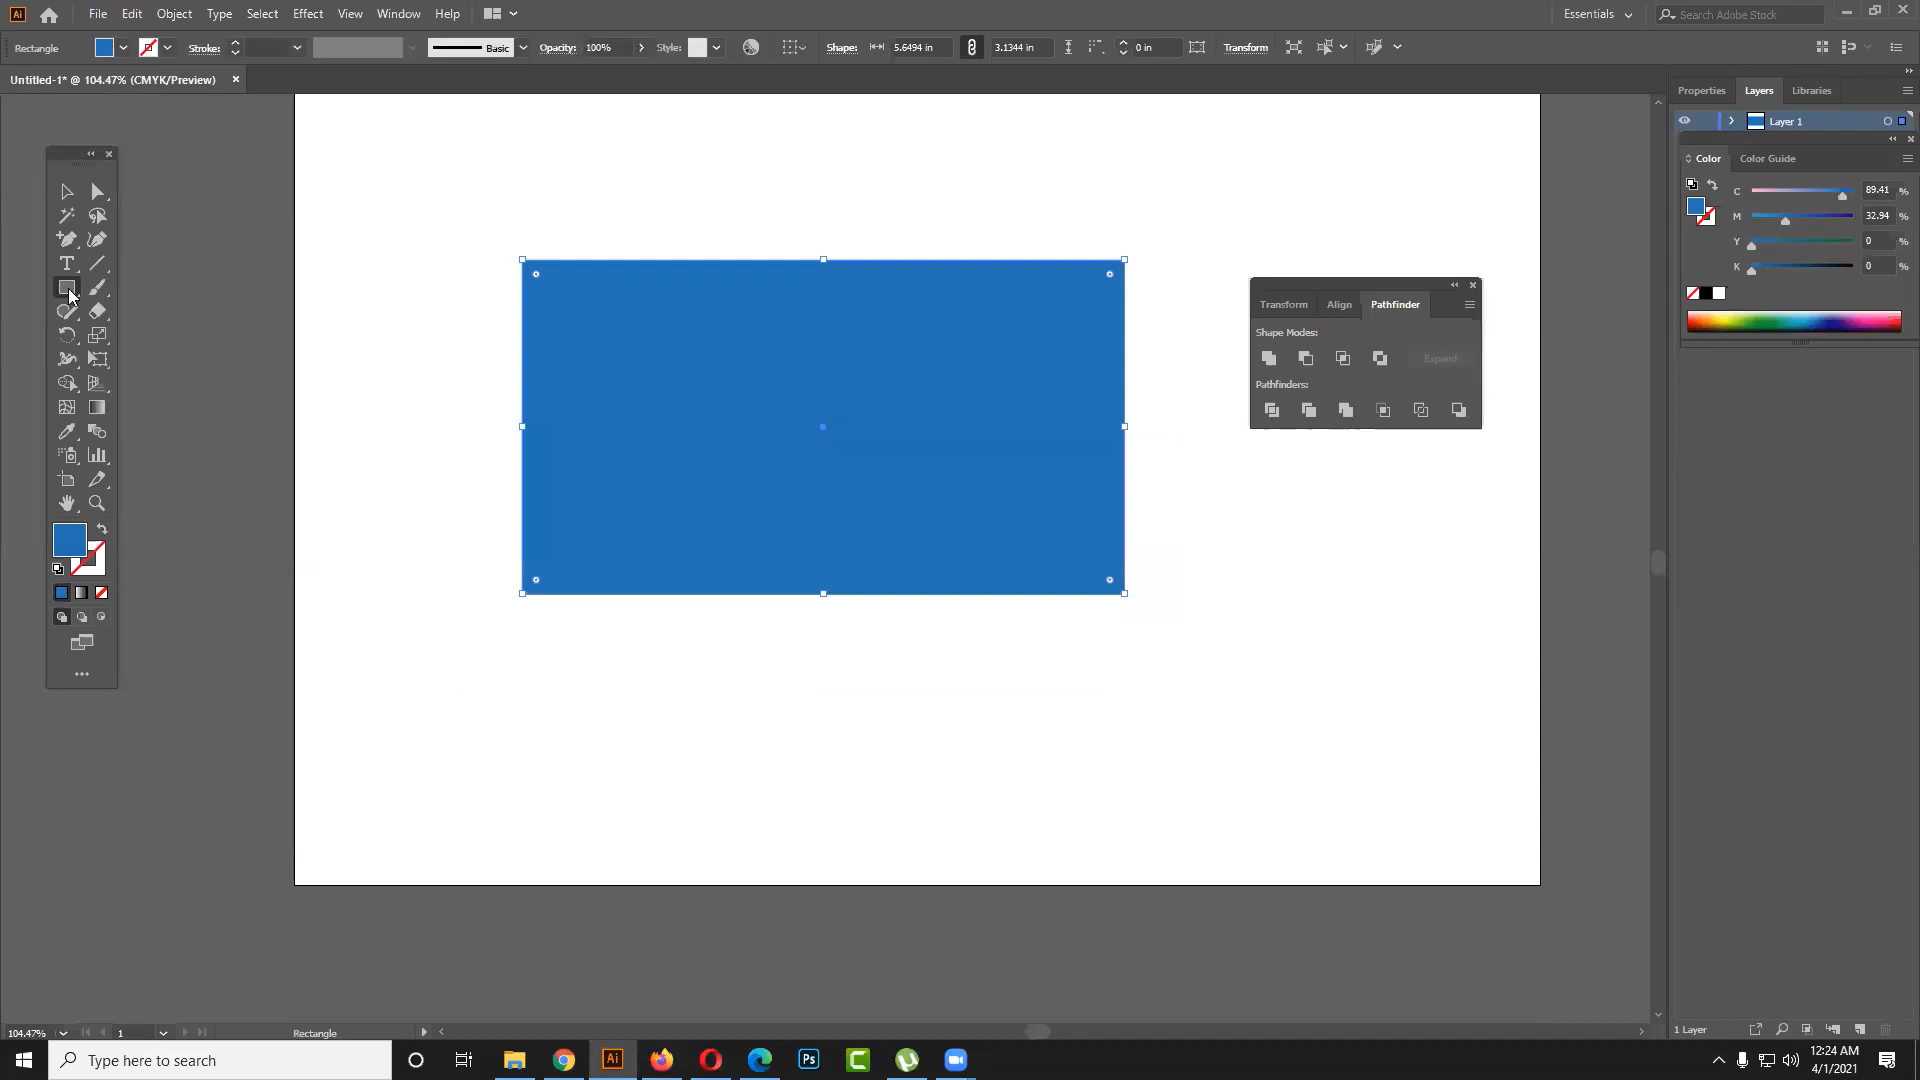 Ai File Edit Object Type Select Effect View Window Help Essentials Search Adobe Stock
Rectangle Stroke: Basic Opacity: 100% Style: Shape: 5.6494 in 3.1344 in 0 in Transform
Untitled-1* @ 104.47% (CMYK/Preview)
Properties Layers Libraries
Layer 1
Color Color Guide
C 89.41 %
M 32.94 %
Y 0 %
K 0 %
Transform Align Pathfinder
Shape Modes:
Expand
Pathfinders:
T
104.47% 1 Rectangle 1 Layer
Type here to search Ai Ps C 12:24 AM
4/1/2021